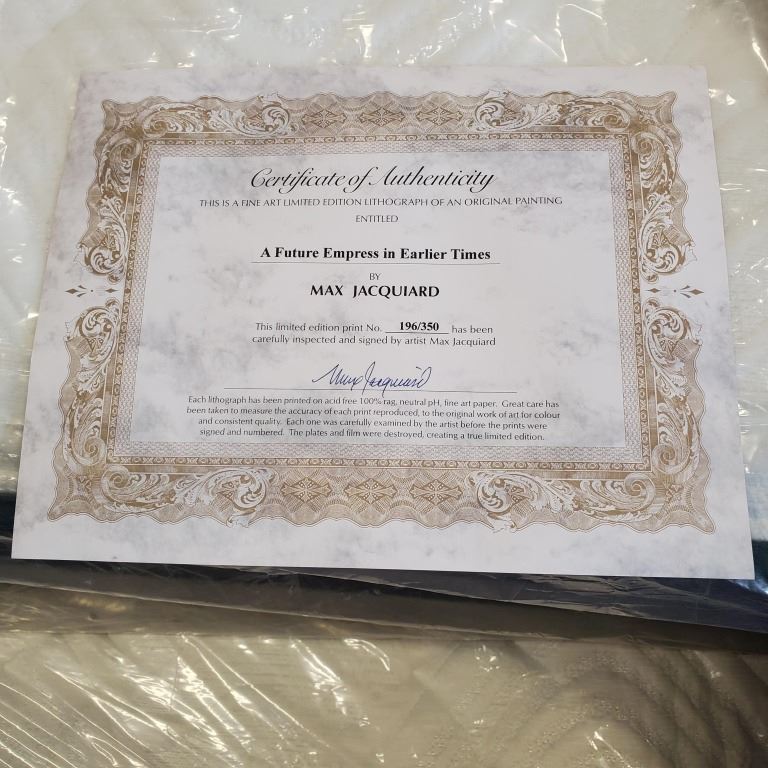 Certificate of Authenticity
THIS IS A FINE ART LIMITED EDITION LITHOGRAPH OF AN ORIGINAL PAINTING
ENTITLED
A Future Empress in Earlier Times
BY
MAX JACQUIARD
This limited edition print No. 196/350 has been
carefully inspected and signed by artist Max Jacquiard
Max Jacquiard
Each lithograph has been printed on acid free 100% rag, neutral pH, fine art paper. Great care has
been taken to measure the accuracy of each print reproduced, to the original work of art for colour
and consistent quality. Each one was carefully examined by the artist before the prints were
signed and numbered. The plates and film were destroyed, creating a true limited edition.